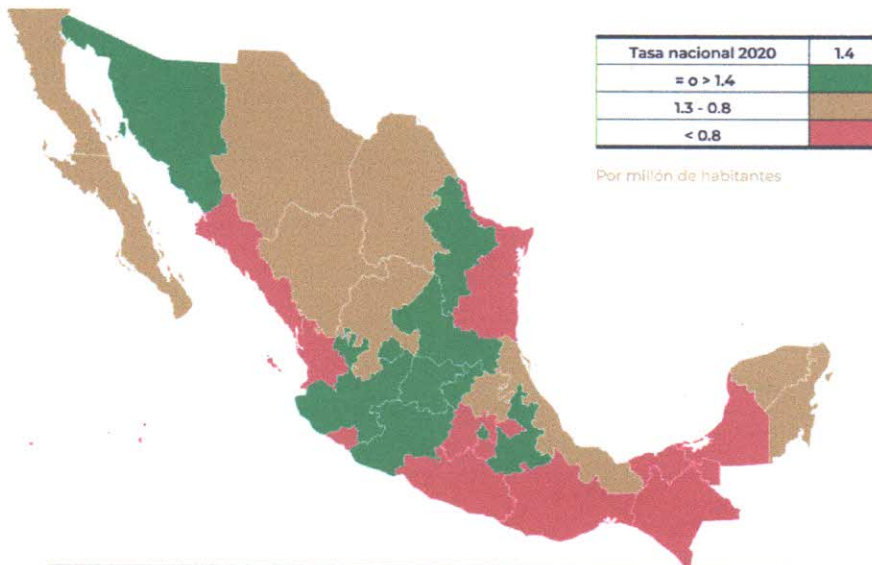 Tasa nacional 2020 1.4
= o > 1.4
1.3 - 0.8
< 0.8
Por millón de habitantes